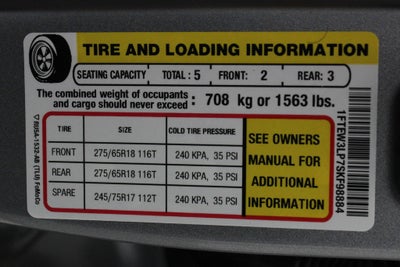 TIRE AND LOADING INFORMATION
SEATING CAPACITY TOTAL : 5 FRONT: 2 REAR: 3
The combined weight of occupants and cargo should never exceed : 708 kg or 1563 lbs.
TIRE SIZE COLD TIRE PRESSURE
FRONT 275/65R18 116T 240 KPA, 35 PSI
REAR 275/65R18 116T 240 KPA, 35 PSI
SPARE 245/75R17 112T 240 KPA, 35 PSI
SEE OWNERS
MANUAL FOR
ADDITIONAL
INFORMATION
1FTEW3LP7SKF98884